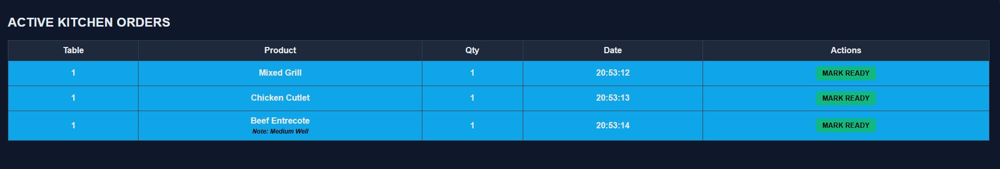 ACTIVE KITCHEN ORDERS
Table Product Qty Date Actions
1 Mixed Grill 1 20:53:12 MARK READY
1 Chicken Cutlet 1 20:53:13 MARK READY
1 Beef Entrecote 1 20:53:14 MARK READY
Note: Medium Well